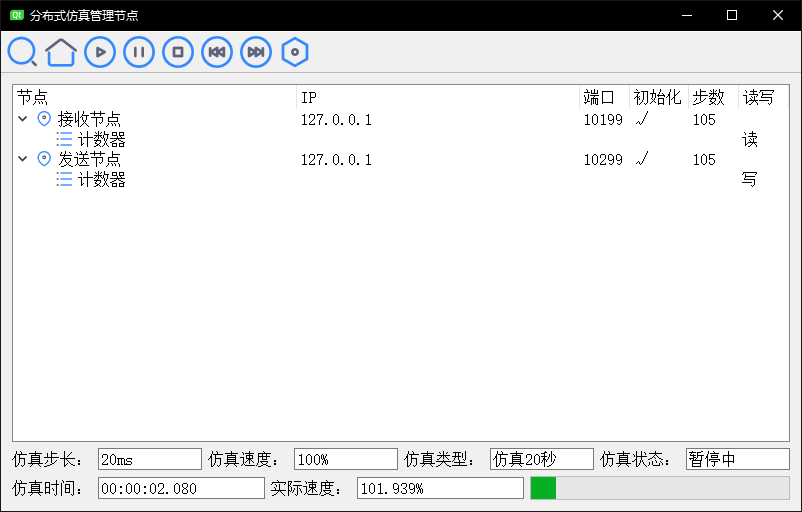 Qt 分布式仿真管理节点
节点 IP 端口 初始化 步数 读写
接收节点 127.0.0.1 10199 √ 105
计数器 读
发送节点 127.0.0.1 10299 √ 105
计数器 写
仿真步长: 20ms 仿真速度: 100% 仿真类型: 仿真20秒 仿真状态: 暂停中
仿真时间: 00:00:02.080 实际速度: 101.939%